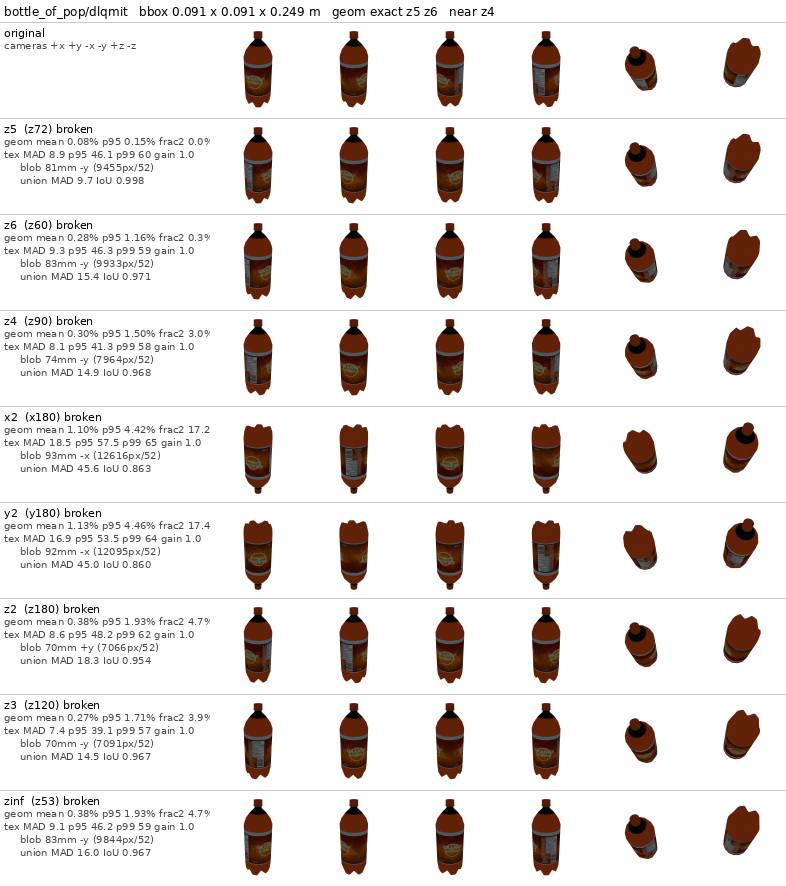 bottle_of_pop/dlqmit bbox 0.091 x 0.091 x 0.249 m geom exact z5 z6 near z4
original
cameras +x +y -x -y +z -z
z5 (z72) broken
geom mean 0.08% p95 0.15% frac2 0.0%
tex MAD 8.9 p95 46.1 p99 60 gain 1.0
blob 81mm -y (9455px/52)
union MAD 9.7 IoU 0.998
z6 (z60) broken
geom mean 0.28% p95 1.16% frac2 0.3%
tex MAD 9.3 p95 46.3 p99 59 gain 1.0
blob 83mm -y (9933px/52)
union MAD 15.4 IoU 0.971
z4 (z90) broken
geom mean 0.30% p95 1.50% frac2 3.0%
tex MAD 8.1 p95 41.3 p99 58 gain 1.0
blob 74mm -y (7964px/52)
union MAD 14.9 IoU 0.968
x2 (x180) broken
geom mean 1.10% p95 4.42% frac2 17.2
tex MAD 18.5 p95 57.5 p99 65 gain 1.0
blob 93mm -x (12616px/52)
union MAD 45.6 IoU 0.863
y2 (y180) broken
geom mean 1.13% p95 4.46% frac2 17.4
tex MAD 16.9 p95 53.5 p99 64 gain 1.0
blob 92mm -x (12095px/52)
union MAD 45.0 IoU 0.860
z2 (z180) broken
geom mean 0.38% p95 1.93% frac2 4.7%
tex MAD 8.6 p95 48.2 p99 62 gain 1.0
blob 70mm +y (7066px/52)
union MAD 18.3 IoU 0.954
z3 (z120) broken
geom mean 0.27% p95 1.71% frac2 3.9%
tex MAD 7.4 p95 39.1 p99 57 gain 1.0
blob 70mm -y (7091px/52)
union MAD 14.5 IoU 0.967
zinf (z53) broken
geom mean 0.38% p95 1.93% frac2 4.7%
tex MAD 9.1 p95 46.2 p99 59 gain 1.0
blob 83mm -y (9844px/52)
union MAD 16.0 IoU 0.967